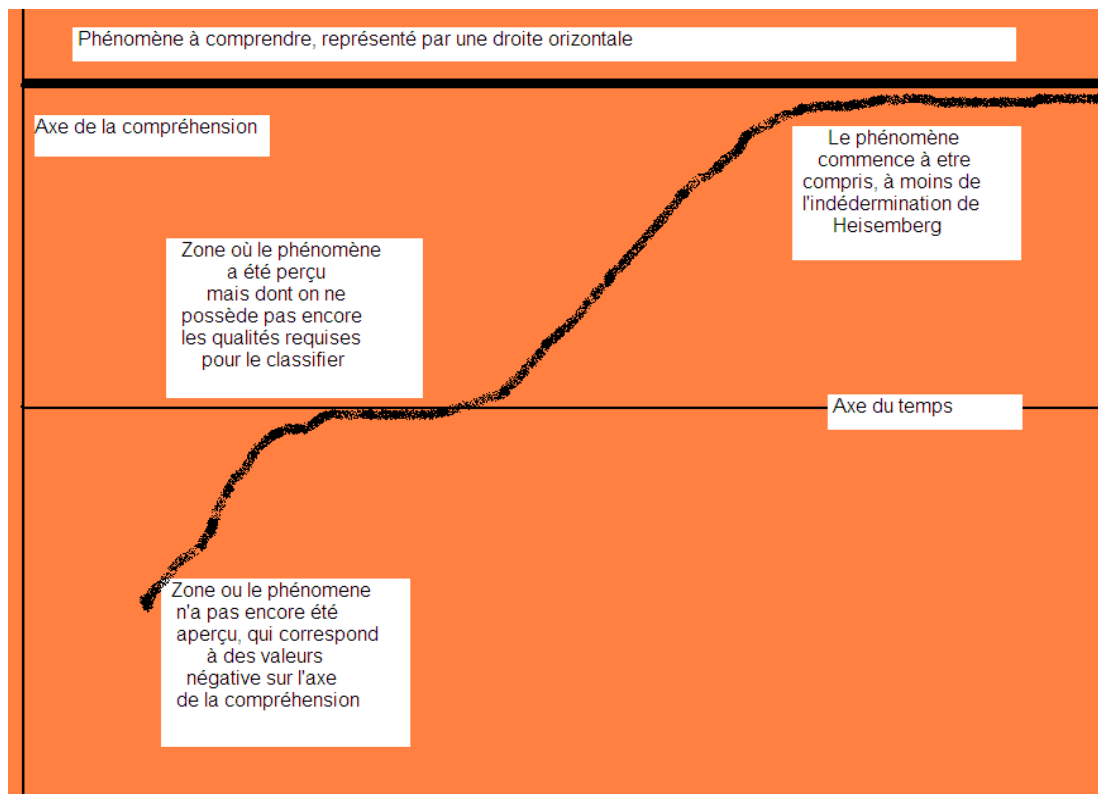 Phénomène à comprendre, représenté par une droite orizontale
Axe de la compréhension
Le phénomène
commence à etre
compris, à moins de
l'indédermination de
Heisemberg
Zone où le phénomène
a été perçu
mais dont on ne
possède pas encore
les qualités requises
pour le classifier
Axe du temps
Zone ou le phénomene
n'a pas encore été
aperçu, qui correspond
à des valeurs
négative sur l'axe
de la compréhension